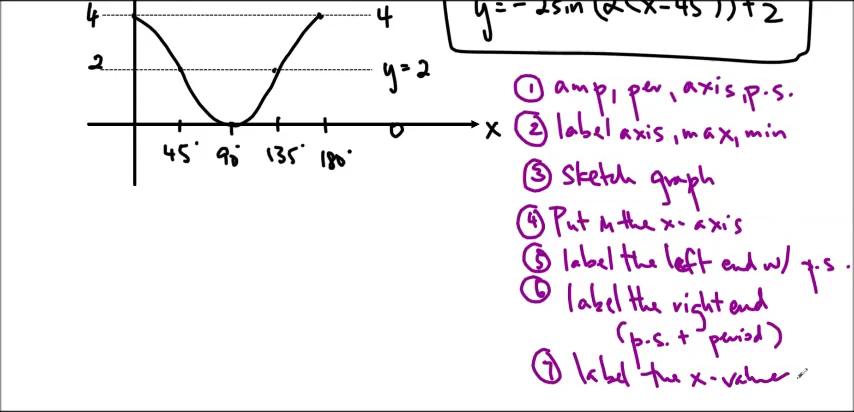 4 4
y = -2sin(2(x-45°))+2
2 y = 2
0 x
45° 90° 135° 180°
① amp, per, axis, p.s.
② label axis, max, min
③ sketch graph
④ Put in the x-axis
⑤ label the left end w/ p.s.
⑥ label the right end
(p.s. + period)
⑦ label the x-value